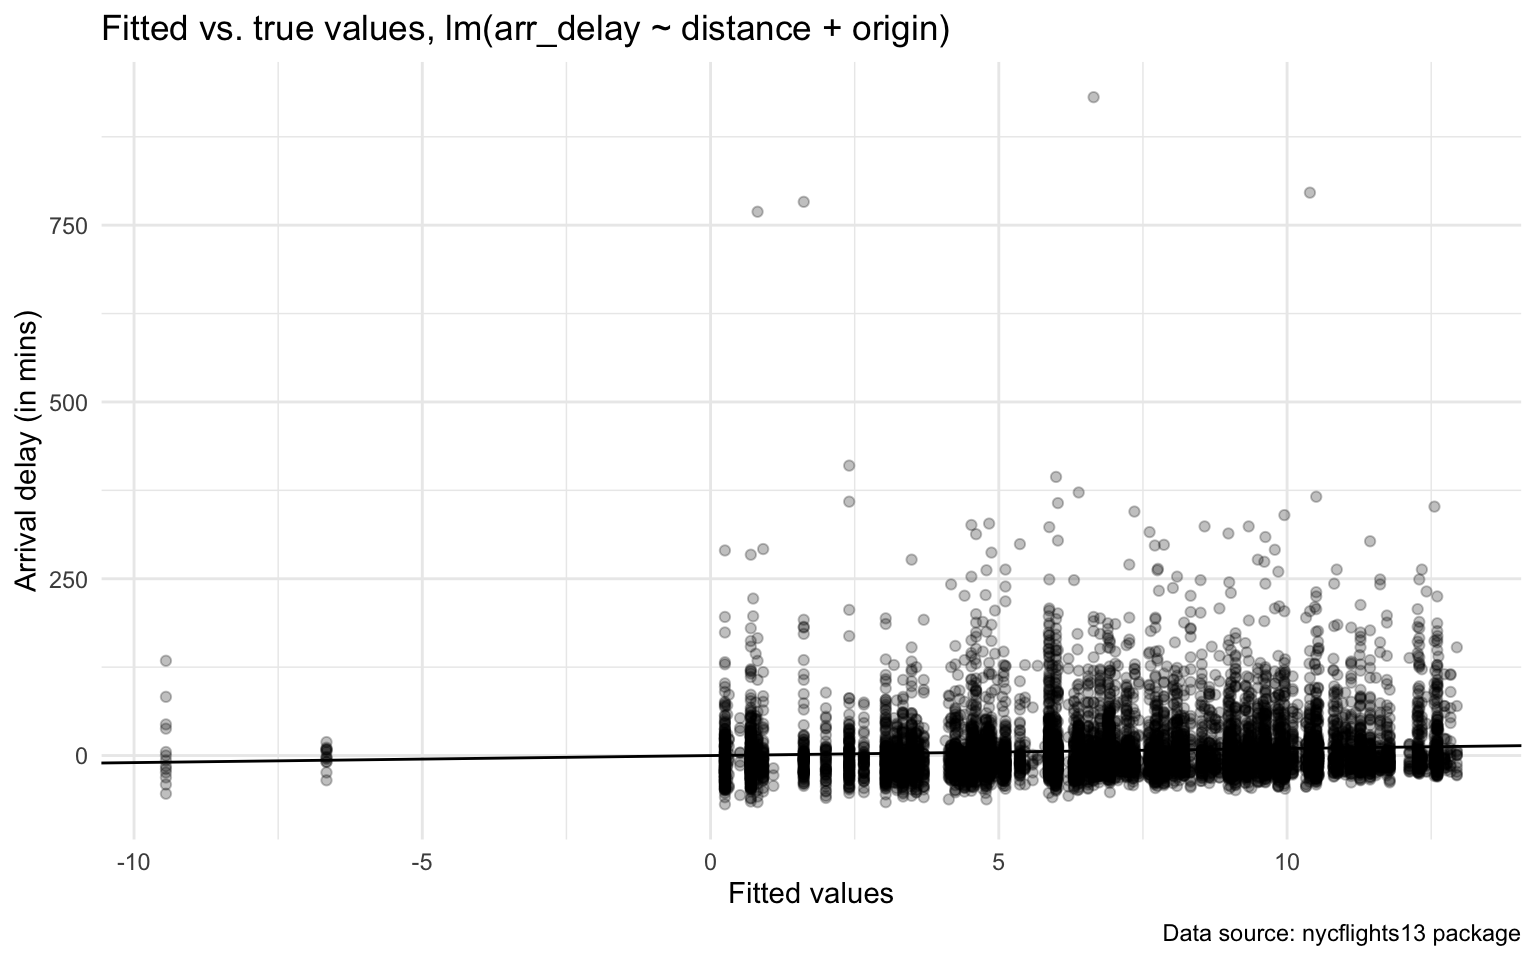 Fitted vs. true values, lm(arr_delay ~ distance + origin)
Arrival delay (in mins)
750
500
250
0
-10
-5
0
5
10
Fitted values
Data source: nycflights13 package